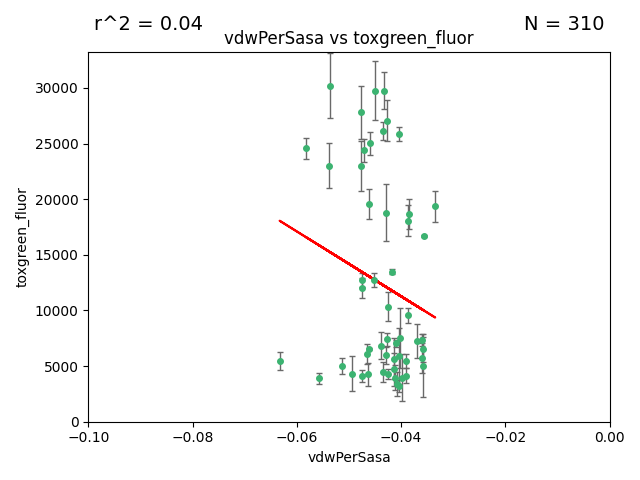 r^2 = 0.04
N = 310
vdwPerSasa vs toxgreen_fluor
toxgreen_fluor
30000
25000
20000
15000
10000
5000
0
−0.10
−0.08
−0.06
−0.04
−0.02
0.00
vdwPerSasa